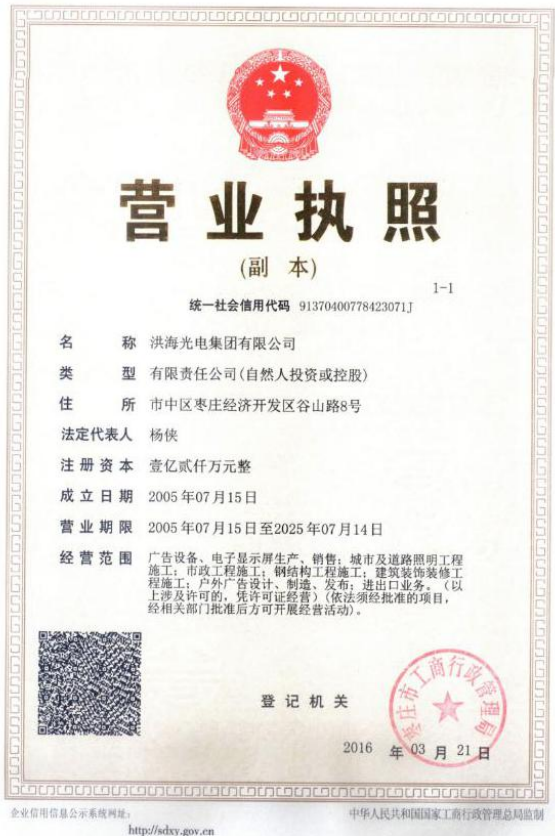 营业执照
(副 本)
1-1
统一社会信用代码 91370400778423071J
名 称 洪海光电集团有限公司
类 型 有限责任公司(自然人投资或控股)
住 所 市中区枣庄经济开发区谷山路8号
法定代表人 杨侠
注册资本 壹亿贰仟万元整
成立日期 2005年07月15日
营业期限 2005年07月15日至2025年07月14日
经营范围 广告设备、电子显示屏生产、销售；城市及道路照明工程
施工；市政工程施工；钢结构工程施工；建筑装饰装修工
程施工；户外广告设计、制造、发布；进出口业务。（以
上涉及许可的，凭许可证经营）（依法须经批准的项目，
经相关部门批准后方可开展经营活动）。
登记机关
枣庄市工商行政管理局
2016 年 03 月 21 日
企业信用信息公示系统网址：
http://sdxy.gov.cn
中华人民共和国国家工商行政管理总局监制